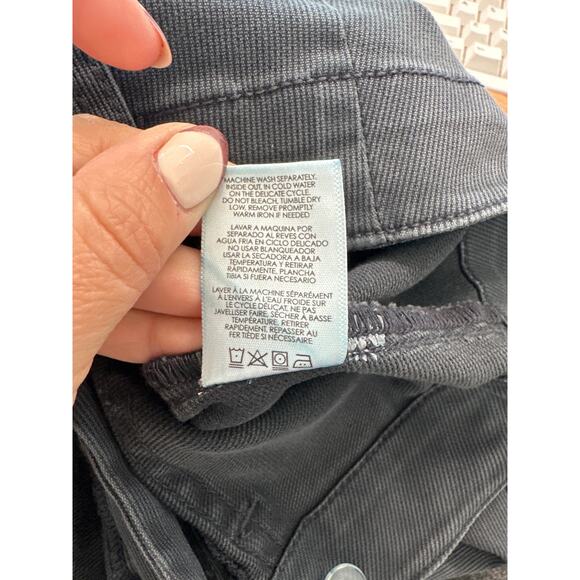 MACHINE WASH SEPARATELY.
INSIDE OUT, IN COLD WATER
ON THE DELICATE CYCLE.
DO NOT BLEACH, TUMBLE DRY
LOW, REMOVE PROMPTLY
WARM IRON IF NEEDED
LAVAR A MAQUINA POR
SEPARADO AL REVES CON
AGUA FRIA EN CICLO DELICADO
NO USAR BLANQUEADOR
USAR LA SECADORA A BAJA
TEMPERATURA Y RETIRAR
RÁPIDAMENTE, PLANCHA
TIBIA SI FUERA NECESARIO
LAVER À LA MACHINE SÉPARÉMENT
À L'ENVERS À L'EAU FROIDE SUR
LE CYCLE DÉLICAT, NE PAS
JAVELLISER FAIRE, SÉCHER À BASSE
TEMPÉRATURE, RETIRER
RAPIDEMENT, REPASSER AU
FER TIÈDE SI NÉCESSAIRE